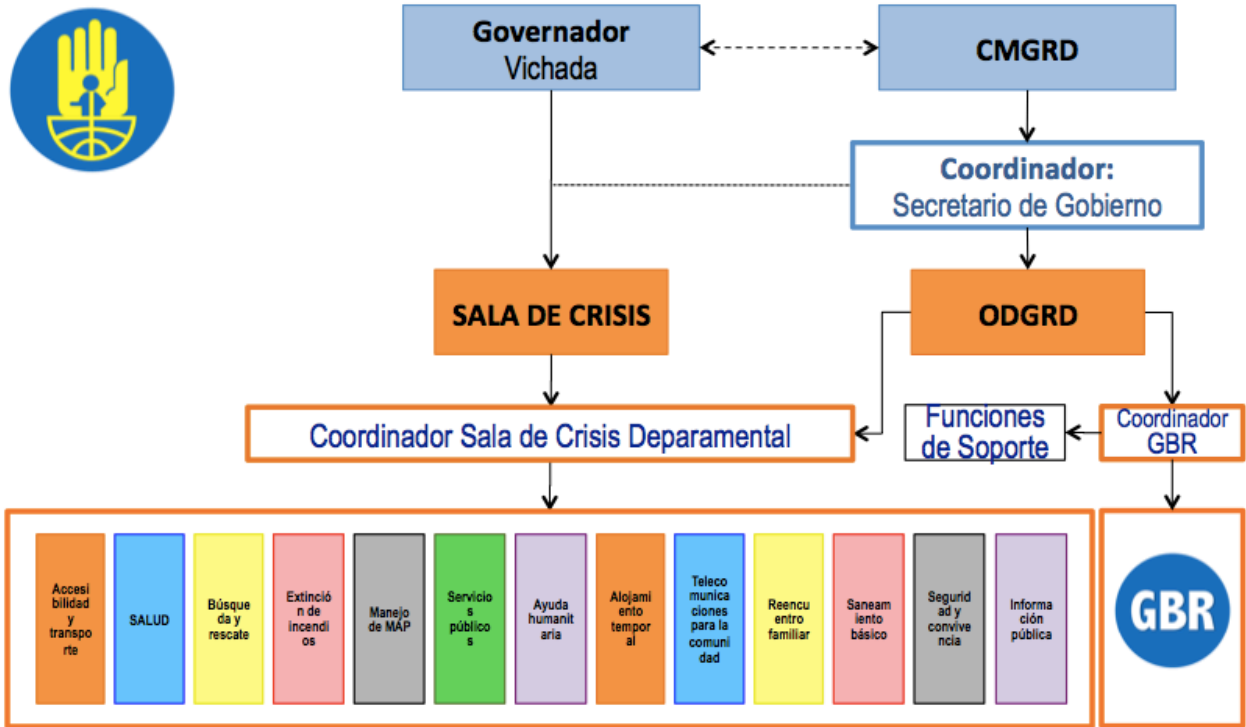 Governador
Vichada
CMGRD
Coordinador:
Secretario de Gobierno
SALA DE CRISIS
ODGRD
Coordinador Sala de Crisis Deparamental
Funciones
de Soporte
Coordinador
GBR
Accesi
bilidad
y
transpo
rte
SALUD
Búsque
da y
rescate
Extinció
n de
incendi
os
Manejo
de MAP
Servicio
s
público
s
Ayuda
humanit
aria
Alojami
ento
tempor
al
Teleco
munica
ciones
para la
comuni
dad
Reencu
entro
familiar
Saneam
iento
básico
Segurid
ad y
convive
ncia
Inform
ación
pública
GBR